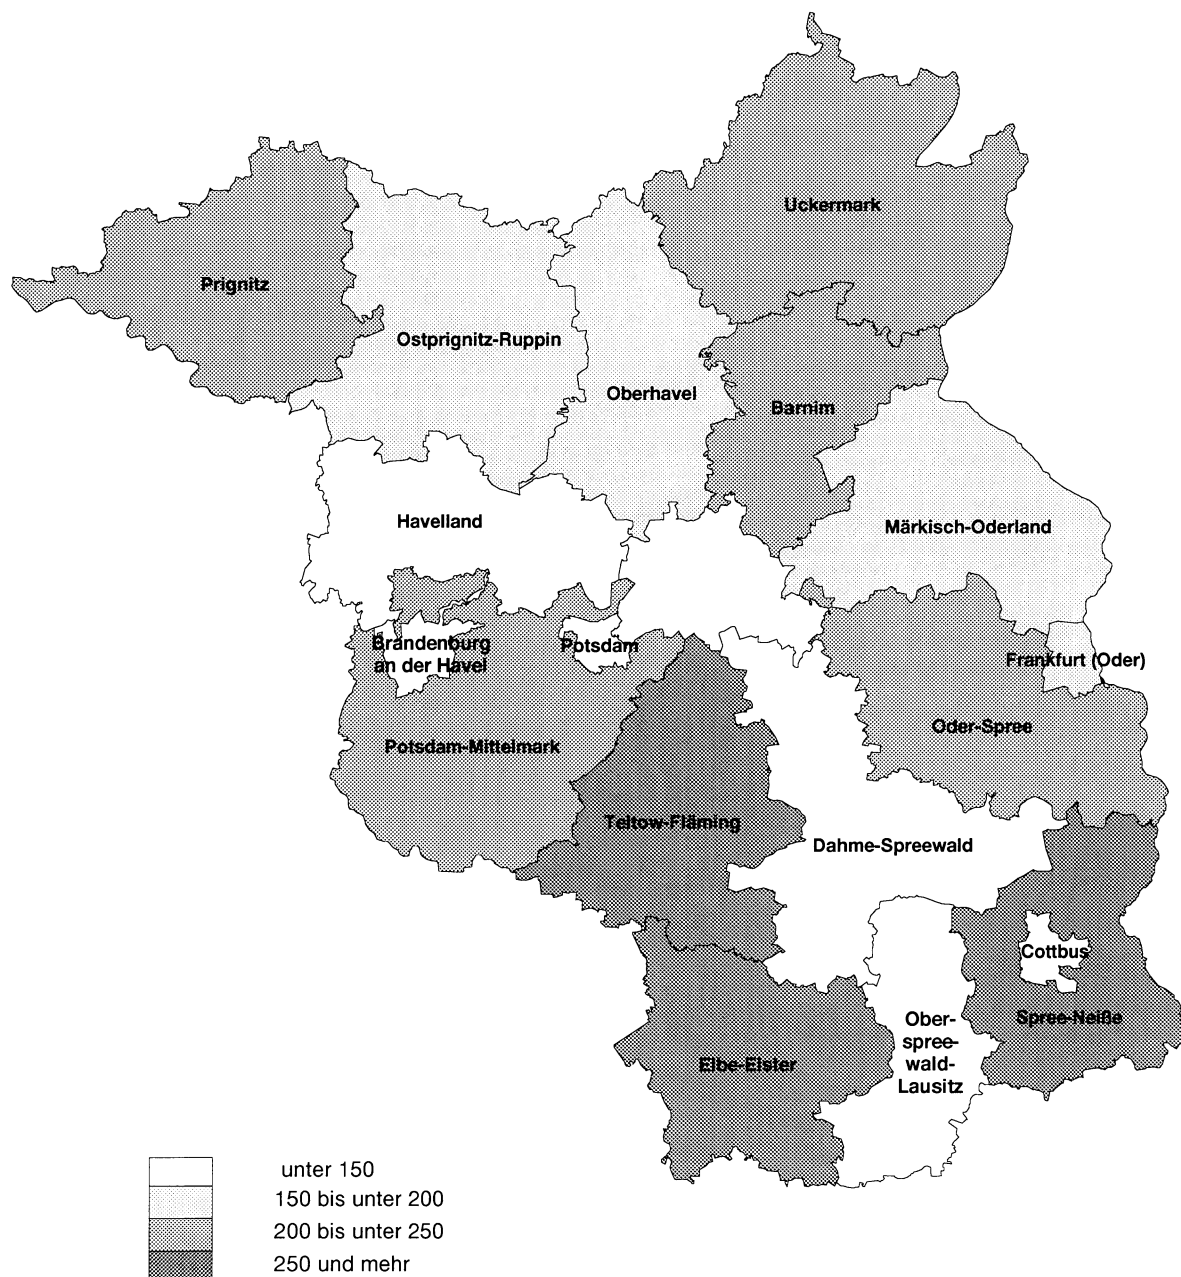 Uckermark
Prignitz
Ostprignitz-Ruppin
Oberhavel
Barnim
Havelland
Märkisch-Oderland
Brandenburg
an der Havel
Potsdam
Frankfurt (Oder)
Oder-Spree
Potsdam-Mittelmark
Teltow-Fläming
Dahme-Spreewald
Cottbus
Spree-Neiße
Ober-
spree-
wald-
Lausitz
Elbe-Elster
unter 150
150 bis unter 200
200 bis unter 250
250 und mehr